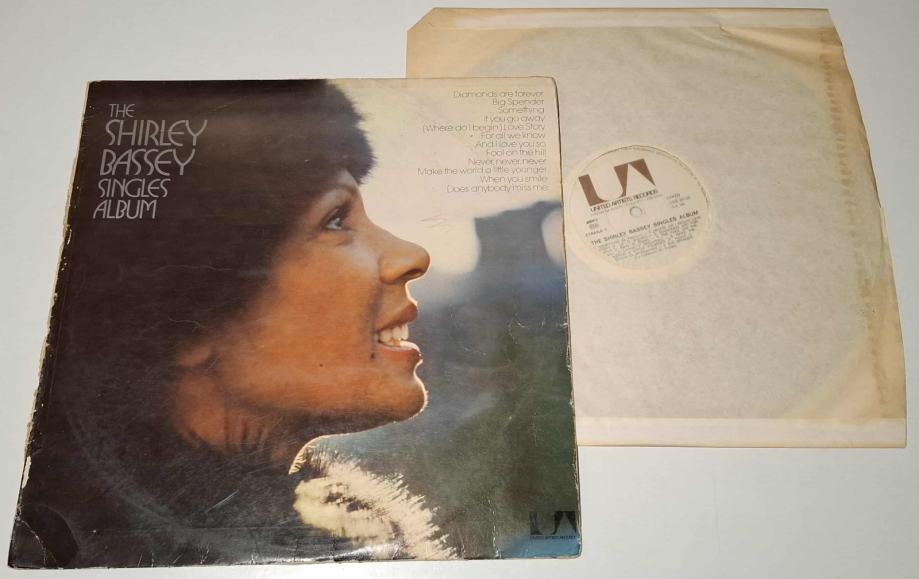 THE
SHIRLEY
BASSEY
SINGLES
ALBUM
Diamonds are forever
Big Spender
Something
If you go away
(Where do I begin) Love Story
For all we know
And I love you so
Fool on the hill
Never, never, never
Make the world a little younger
When you smile
Does anybody miss me
UA
UNITED ARTISTS RECORDS
THE SHIRLEY BASSEY SINGLES ALBUM
UA